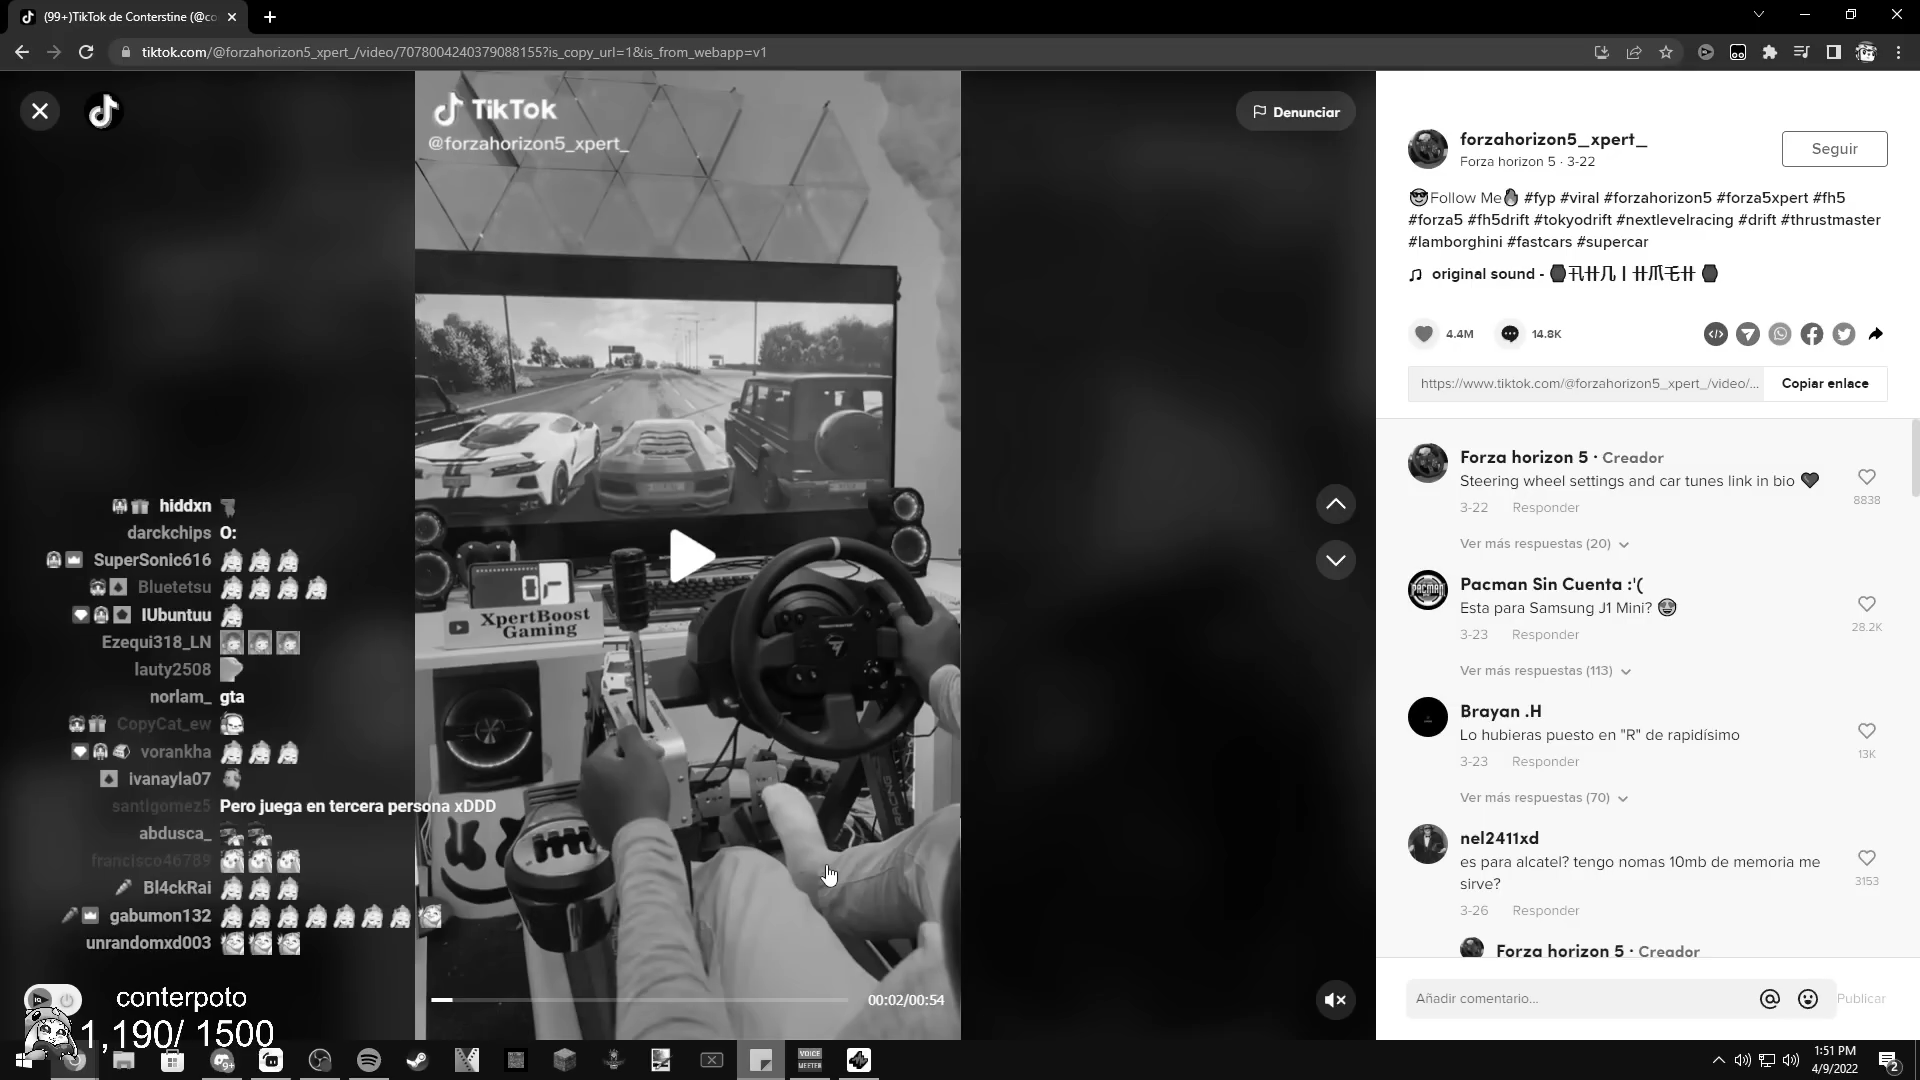 (99+)TikTok de Conterstine (@co
tiktok.com/@forzahorizon5_xpert_/video/7078004240379088155?is_copy_url=1&is_from_webapp=v1
TikTok
@forzahorizon5_xpert_
Denunciar
XpertBoost
Gaming
hiddxn
darckchips O:
SuperSonic616
Bluetetsu
IUbuntuu
Ezequi318_LN
lauty2508
norlam_ gta
CopyCat_ew
vorankha
ivanayla07
santigomez5 Pero juega en tercera persona xDDD
abdusca_
francisco46789
Bl4ckRai
gabumon132
unrandomxd003
conterpoto
1,190/ 1500
00:02/00:54
forzahorizon5_xpert_
Forza horizon 5 · 3-22
Seguir
😎Follow Me #fyp #viral #forzahorizon5 #forza5xpert #fh5
#forza5 #fh5drift #tokyodrift #nextlevelracing #drift #thrustmaster
#lamborghini #fastcars #supercar
original sound -
4.4M
14.8K
https://www.tiktok.com/@forzahorizon5_xpert_/video/...
Copiar enlace
Forza horizon 5 · Creador
Steering wheel settings and car tunes link in bio 🖤
8838
3-22 Responder
Ver más respuestas (20)
Pacman Sin Cuenta :'(
Esta para Samsung J1 Mini? 🤩
28.2K
3-23 Responder
Ver más respuestas (113)
Brayan .H
Lo hubieras puesto en "R" de rapidísimo
13K
3-23 Responder
Ver más respuestas (70)
nel2411xd
es para alcatel? tengo nomas 10mb de memoria me
sirve?
3153
3-26 Responder
Forza horizon 5 · Creador
Añadir comentario...
Publicar
VOICE
MEETER
1:51 PM
4/9/2022
2